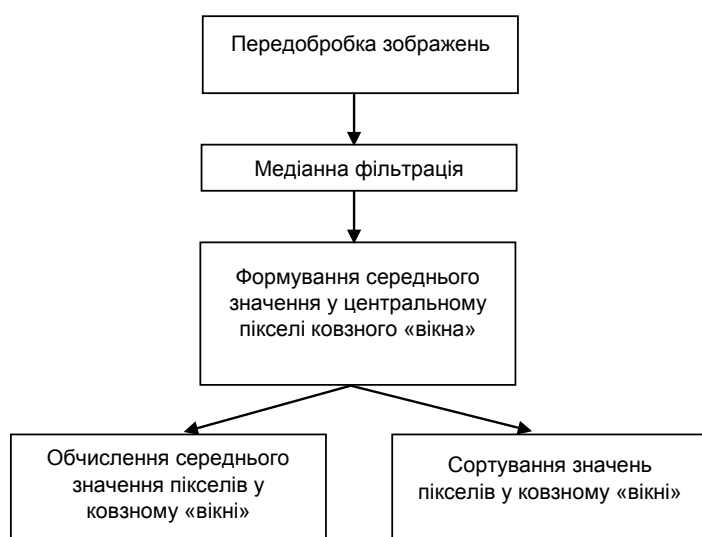 Передобробка зображень
Медіанна фільтрація
Формування середнього
значення у центральному
пікселі ковзного «вікна»
Обчислення середнього
значення пікселів у
ковзному «вікні»
Сортування значень
пікселів у ковзному «вікні»